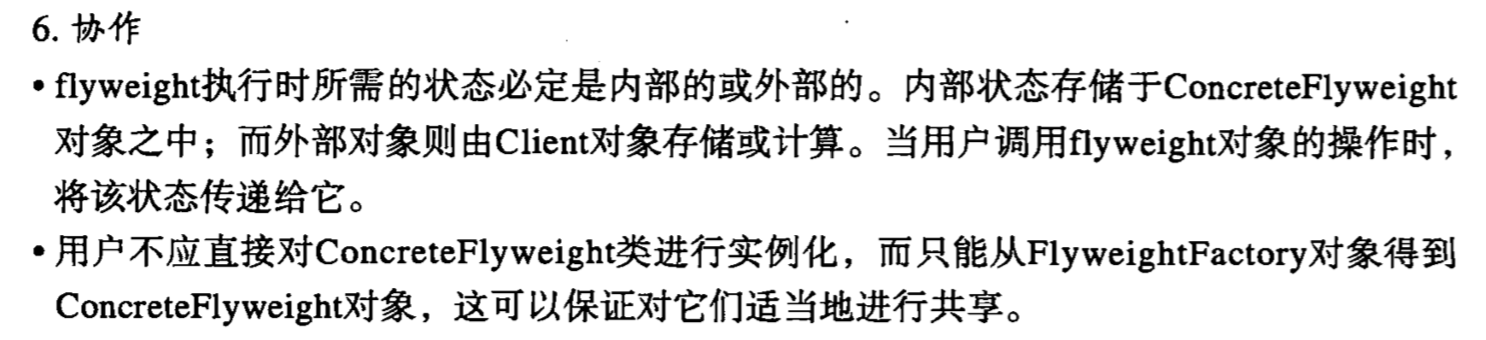 6. 协作
• flyweight执行时所需的状态必定是内部的或外部的。内部状态存储于ConcreteFlyweight
对象之中；而外部对象则由Client对象存储或计算。当用户调用flyweight对象的操作时，
将该状态传递给它。
• 用户不应直接对ConcreteFlyweight类进行实例化，而只能从FlyweightFactory对象得到
ConcreteFlyweight对象，这可以保证对它们适当地进行共享。